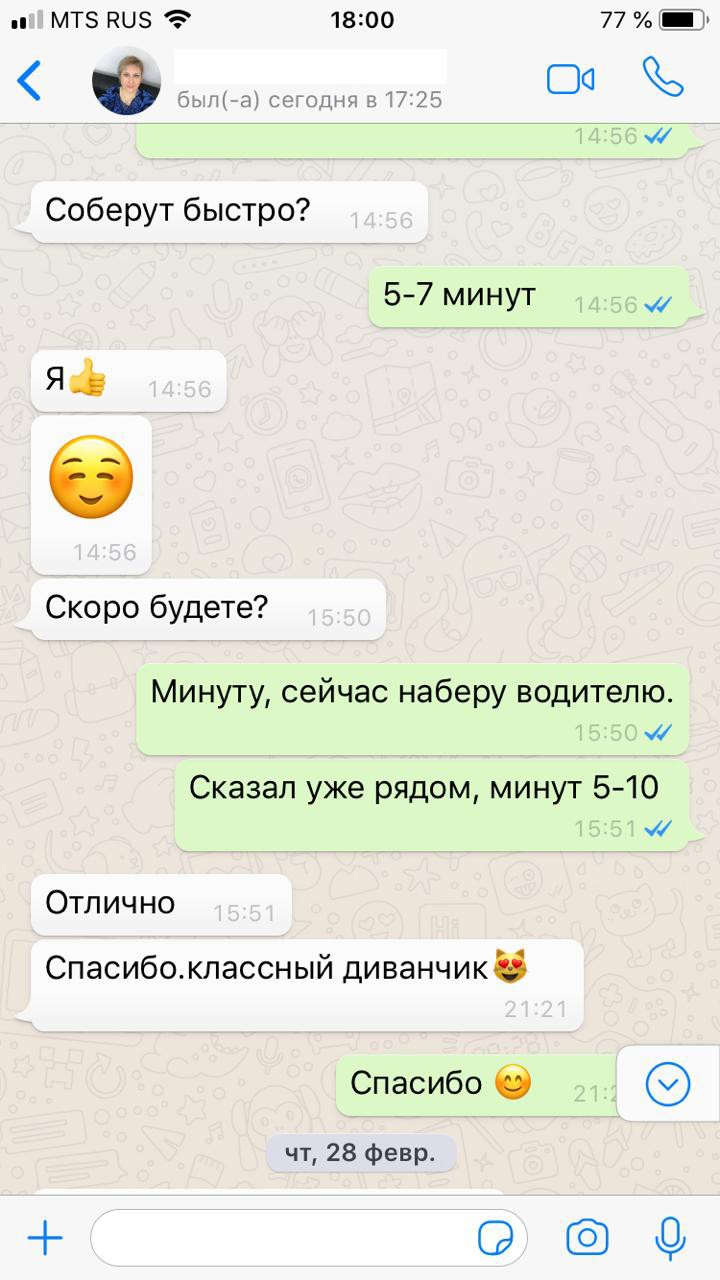 MTS RUS 18:00 77 %
был(-а) сегодня в 17:25
14:56
Соберут быстро? 14:56
5-7 минут 14:56
Я👍 14:56
☺️
14:56
Скоро будете? 15:50
Минуту, сейчас наберу водителю.
15:50
Сказал уже рядом, минут 5-10
15:51
Отлично 15:51
Спасибо.классный диванчик😻
21:21
Спасибо 😊
чт, 28 февр.